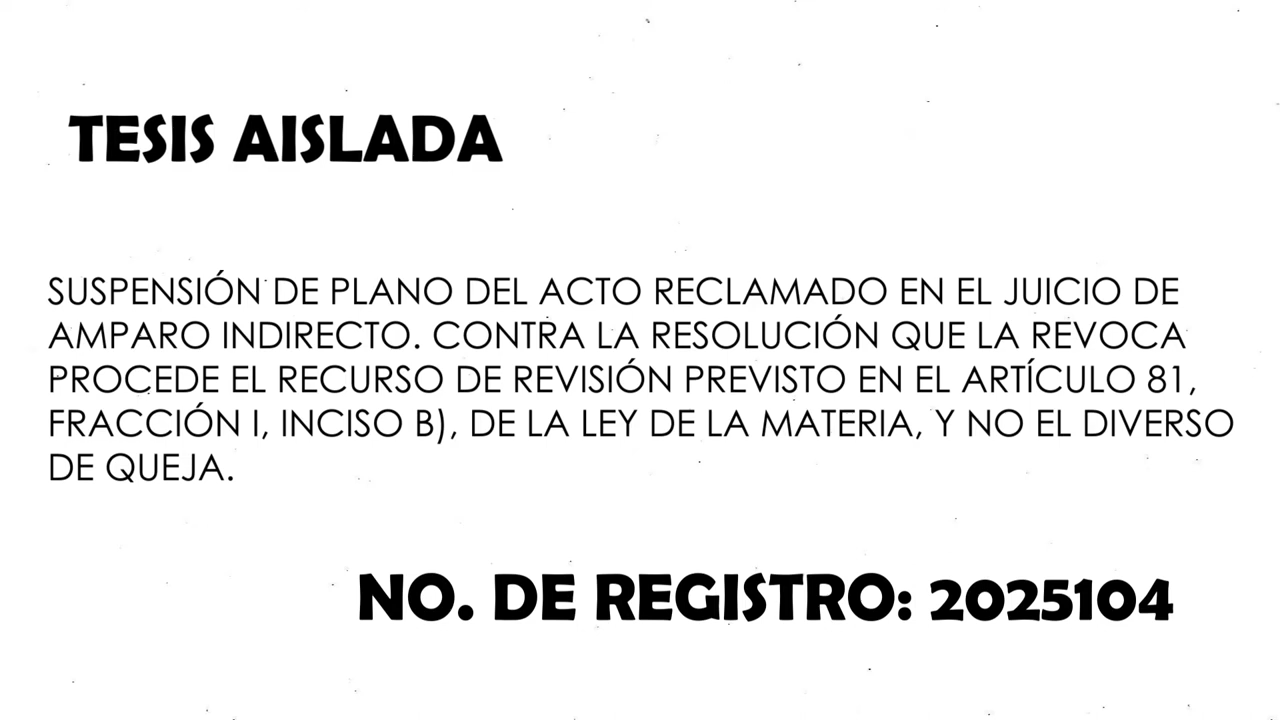 TESIS AISLADA
SUSPENSIÓN DE PLANO DEL ACTO RECLAMADO EN EL JUICIO DE
AMPARO INDIRECTO. CONTRA LA RESOLUCIÓN QUE LA REVOCA
PROCEDE EL RECURSO DE REVISIÓN PREVISTO EN EL ARTÍCULO 81,
FRACCIÓN I, INCISO B), DE LA LEY DE LA MATERIA, Y NO EL DIVERSO
DE QUEJA.
NO. DE REGISTRO: 2025104